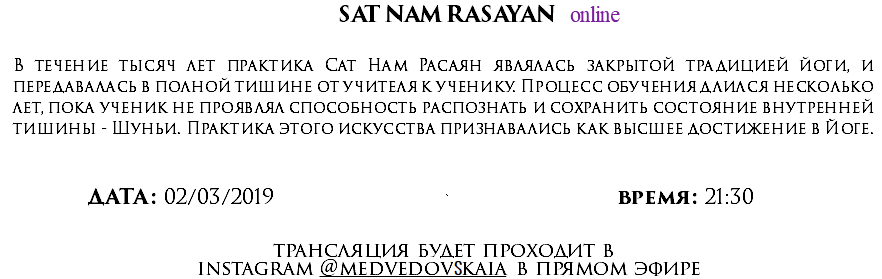 SAT NAM RASAYAN online
В ТЕЧЕНИЕ ТЫСЯЧ ЛЕТ ПРАКТИКА САТ НАМ РАСАЯН ЯВЛЯЛАСЬ ЗАКРЫТОЙ ТРАДИЦИЕЙ ЙОГИ, И
ПЕРЕДАВАЛАСЬ В ПОЛНОЙ ТИШИНЕ ОТ УЧИТЕЛЯ К УЧЕНИКУ. ПРОЦЕСС ОБУЧЕНИЯ ДЛИЛСЯ НЕСКОЛЬКО
ЛЕТ, ПОКА УЧЕНИК НЕ ПРОЯВЛЯЛ СПОСОБНОСТЬ РАСПОЗНАТЬ И СОХРАНИТЬ СОСТОЯНИЕ ВНУТРЕННЕЙ
ТИШИНЫ - ШУНЬИ. ПРАКТИКА ЭТОГО ИСКУССТВА ПРИЗНАВАЛИСЬ КАК ВЫСШЕЕ ДОСТИЖЕНИЕ В ЙОГЕ.
ДАТА: 02/03/2019 ВРЕМЯ: 21:30
ТРАНСЛЯЦИЯ БУДЕТ ПРОХОДИТ В
INSTAGRAM @MEDVEDOVSKAIA В ПРЯМОМ ЭФИРЕ